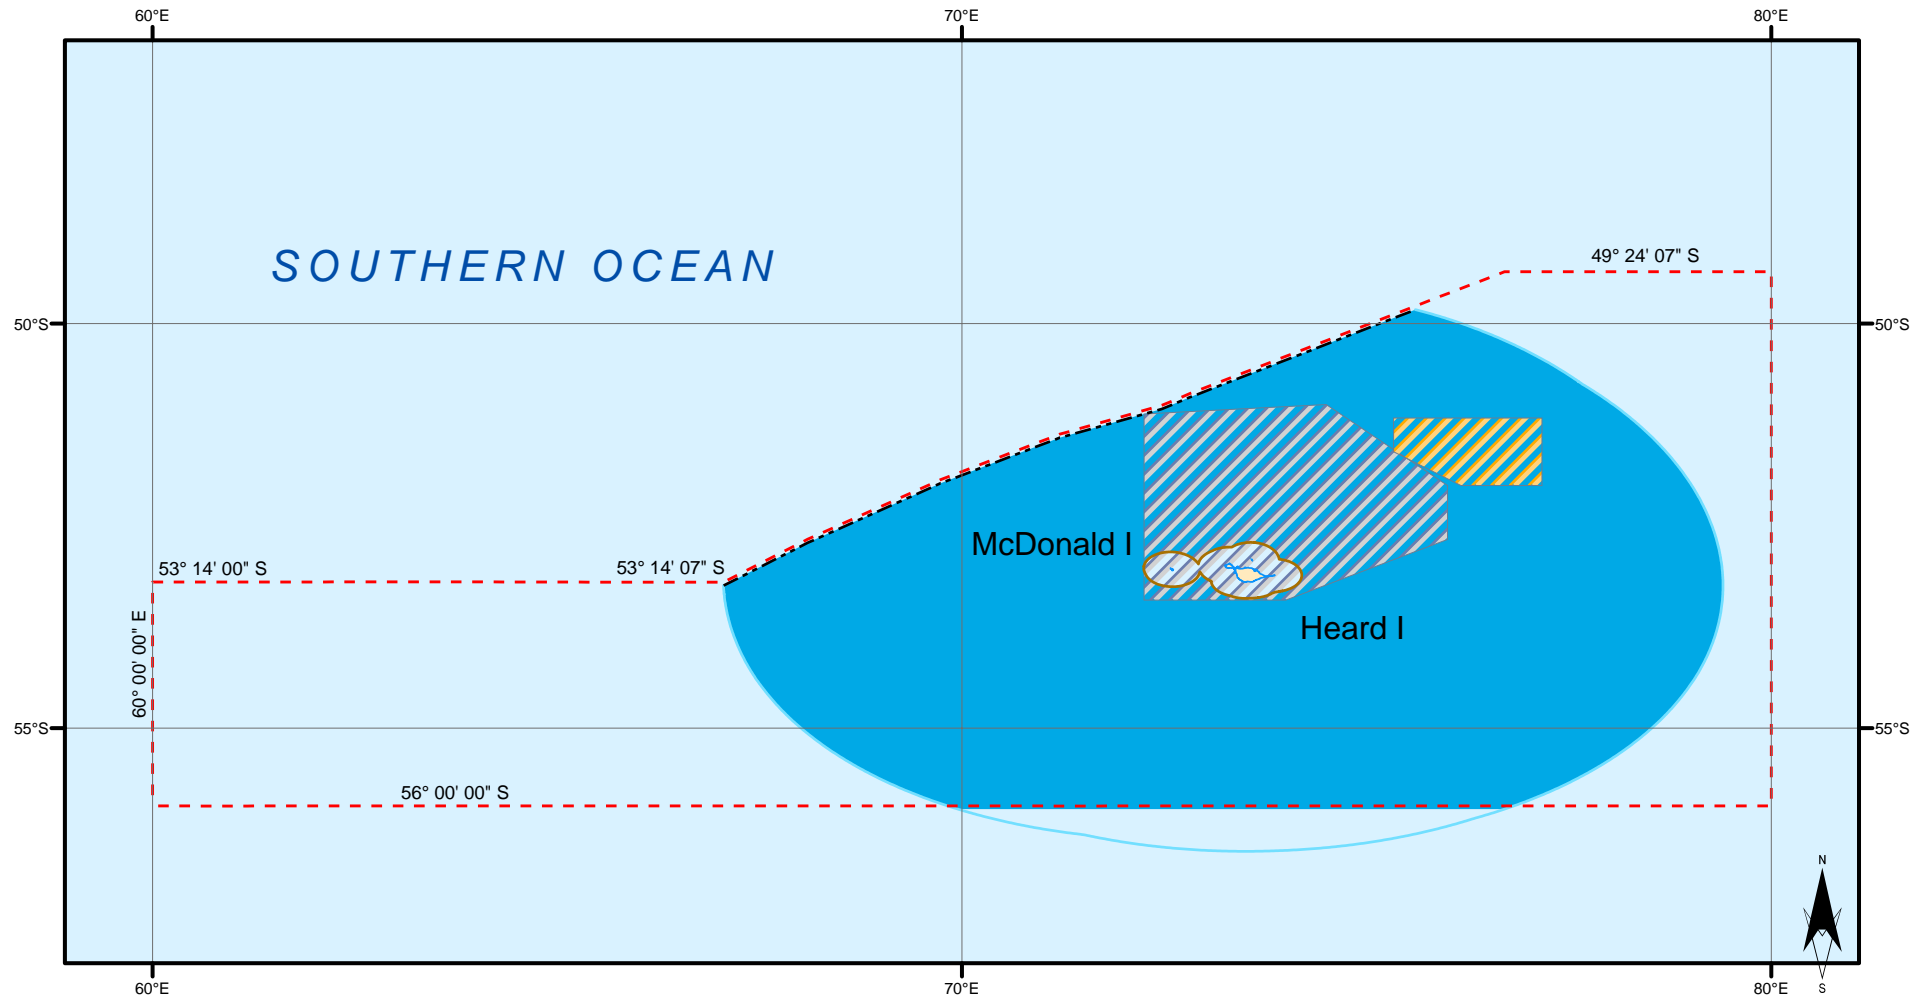 60°E
70°E
80°E
SOUTHERN OCEAN
49° 24' 07" S
50°S
50°S
McDonald I
53° 14' 00" S
53° 14' 07" S
60° 00' 00" E
Heard I
55°S
55°S
56° 00' 00" S
N
S
60°E
70°E
80°E